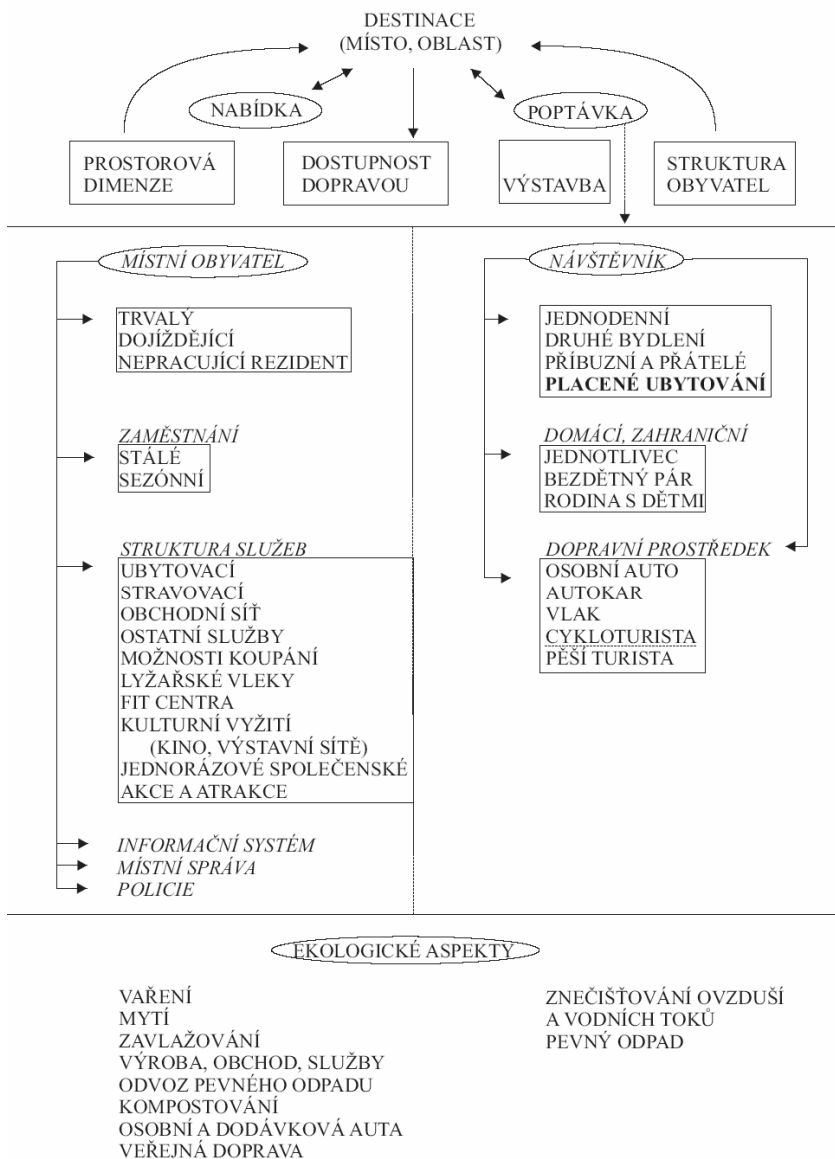 DESTINACE
(MÍSTO, OBLAST)
NABÍDKA
POPTÁVKA
PROSTOROVÁ
DIMENZE
DOSTUPNOST
DOPRAVOU
VÝSTAVBA
STRUKTURA
OBYVATEL
MÍSTNÍ OBYVATEL
TRVALÝ
DOJÍŽDĚJÍCÍ
NEPRACUJÍCÍ REZIDENT
ZAMĚSTNÁNÍ
STÁLÉ
SEZÓNNÍ
STRUKTURA SLUŽEB
UBYTOVACÍ
STRAVOVACÍ
OBCHODNÍ SÍŤ
OSTATNÍ SLUŽBY
MOŽNOSTI KOUPÁNÍ
LYŽAŘSKÉ VLEKY
FIT CENTRA
KULTURNÍ VYŽITÍ
(KINO, VÝSTAVNÍ SÍTĚ)
JEDNORÁZOVÉ SPOLEČENSKÉ
AKCE A ATRAKCE
INFORMAČNÍ SYSTÉM
MÍSTNÍ SPRÁVA
POLICIE
NÁVŠTĚVNÍK
JEDNODENNÍ
DRUHÉ BYDLENÍ
PŘÍBUZNÍ A PŘÁTELÉ
PLACENÉ UBYTOVÁNÍ
DOMÁCÍ, ZAHRANIČNÍ
JEDNOTLIVEC
BEZDĚTNÝ PÁR
RODINA S DĚTMI
DOPRAVNÍ PROSTŘEDEK
OSOBNÍ AUTO
AUTOKAR
VLAK
CYKLOTURISTA
PĚŠÍ TURISTA
EKOLOGICKÉ ASPEKTY
VAŘENÍ
MYTÍ
ZAVLAŽOVÁNÍ
VÝROBA, OBCHOD, SLUŽBY
ODVOZ PEVNÉHO ODPADU
KOMPOSTOVÁNÍ
OSOBNÍ A DODÁVKOVÁ AUTA
VEŘEJNÁ DOPRAVA
ZNEČIŠŤOVÁNÍ OVZDUŠÍ
A VODNÍCH TOKŮ
PEVNÝ ODPAD